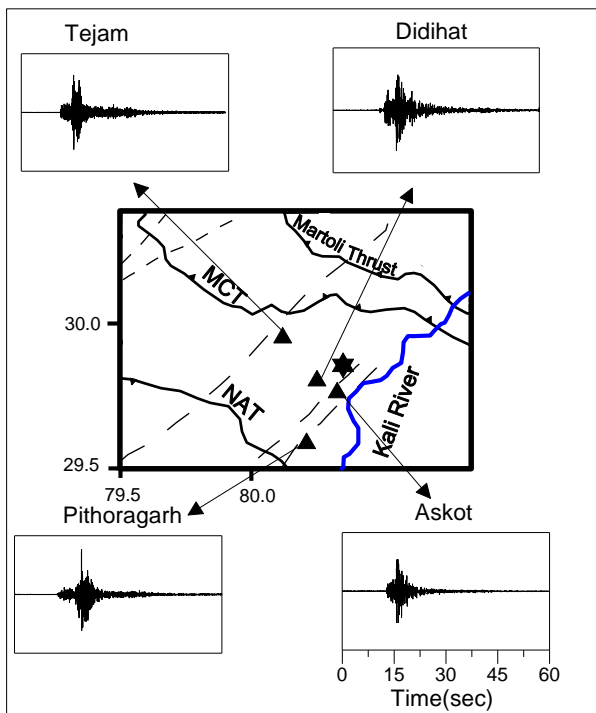 Tejam
Didihat
Martoli Thrust
MCT
30.0
NAT
Kali River
29.5
79.5
80.0
Pithoragarh
Askot
0 15 30 45 60
Time(sec)